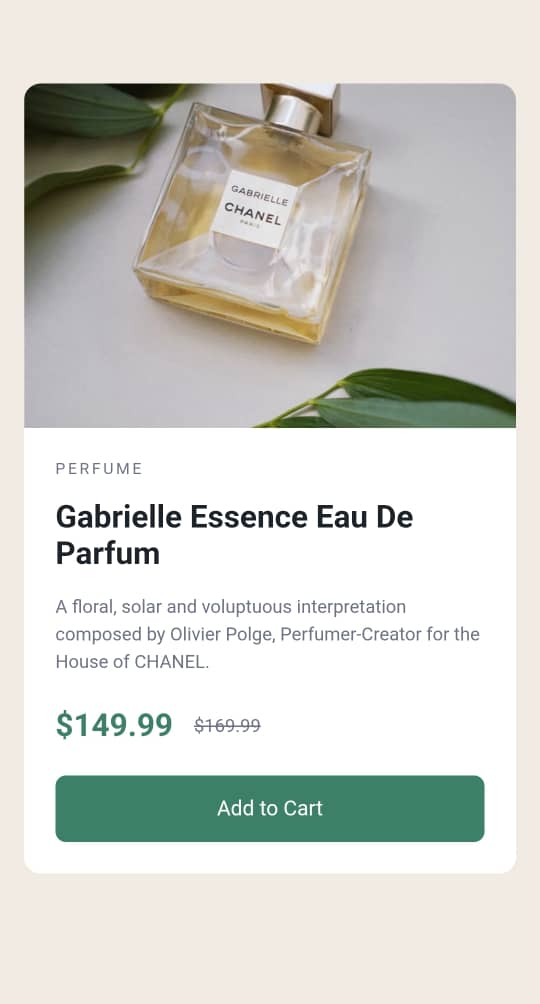 GABRIELLE
CHANEL
PARIS
PERFUME
Gabrielle Essence Eau De
Parfum
A floral, solar and voluptuous interpretation
composed by Olivier Polge, Perfumer-Creator for the
House of CHANEL.
$149.99 $169.99
Add to Cart